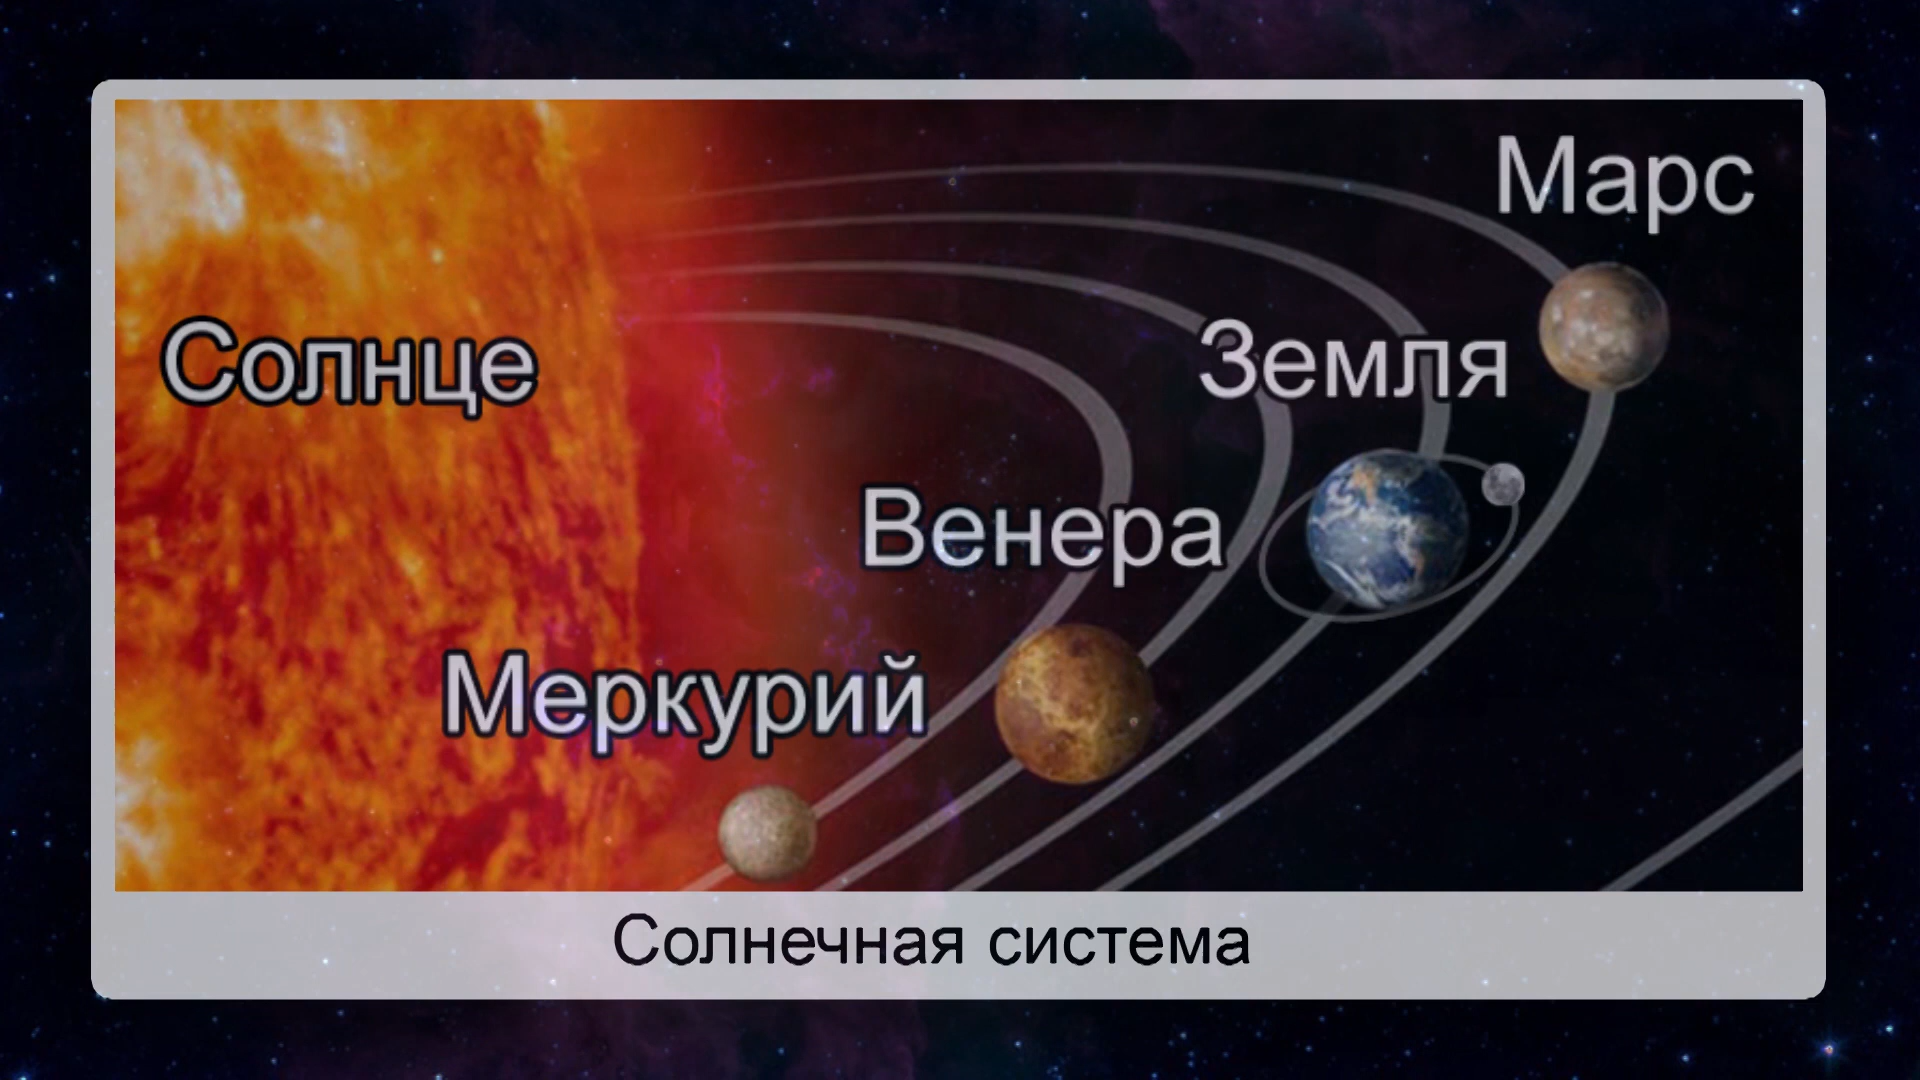 Марс
Солнце
Земля
Венера
Меркурий
Солнечная система